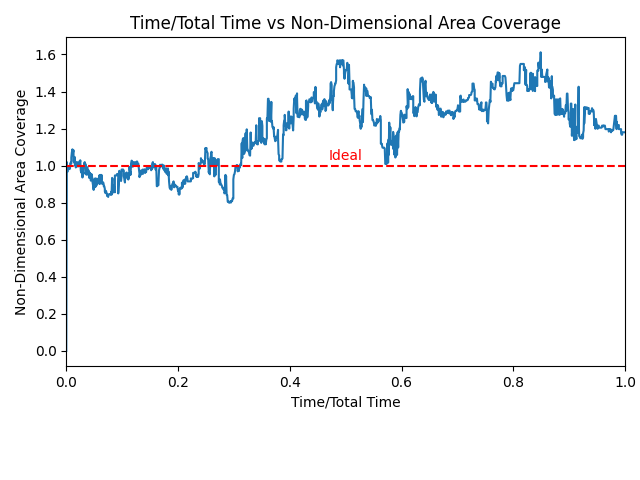 Time/Total Time vs Non-Dimensional Area Coverage
Non-Dimensional Area Coverage
1.6
1.4
1.2
1.0
0.8
0.6
0.4
0.2
0.0
Ideal
0.0 0.2 0.4 0.6 0.8 1.0
Time/Total Time